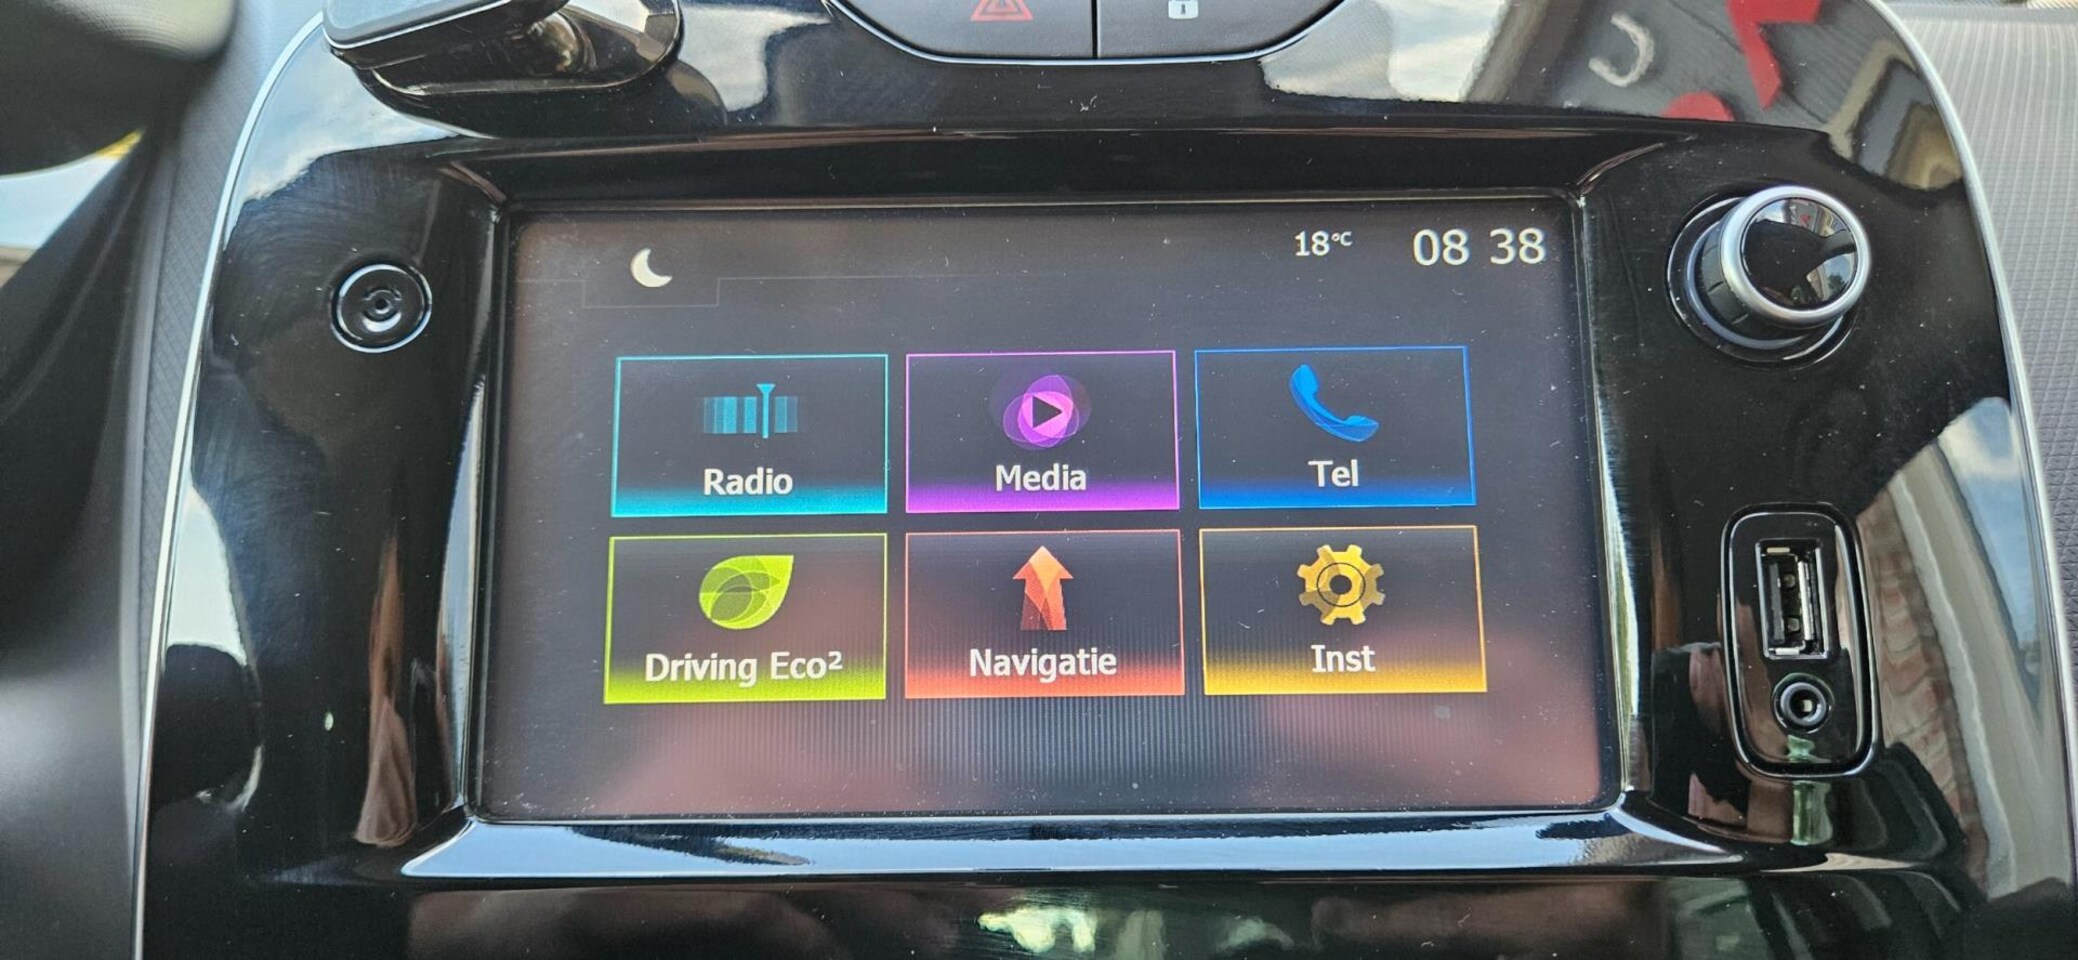 18°C 08 38
Radio Media Tel
Driving Eco² Navigatie Inst